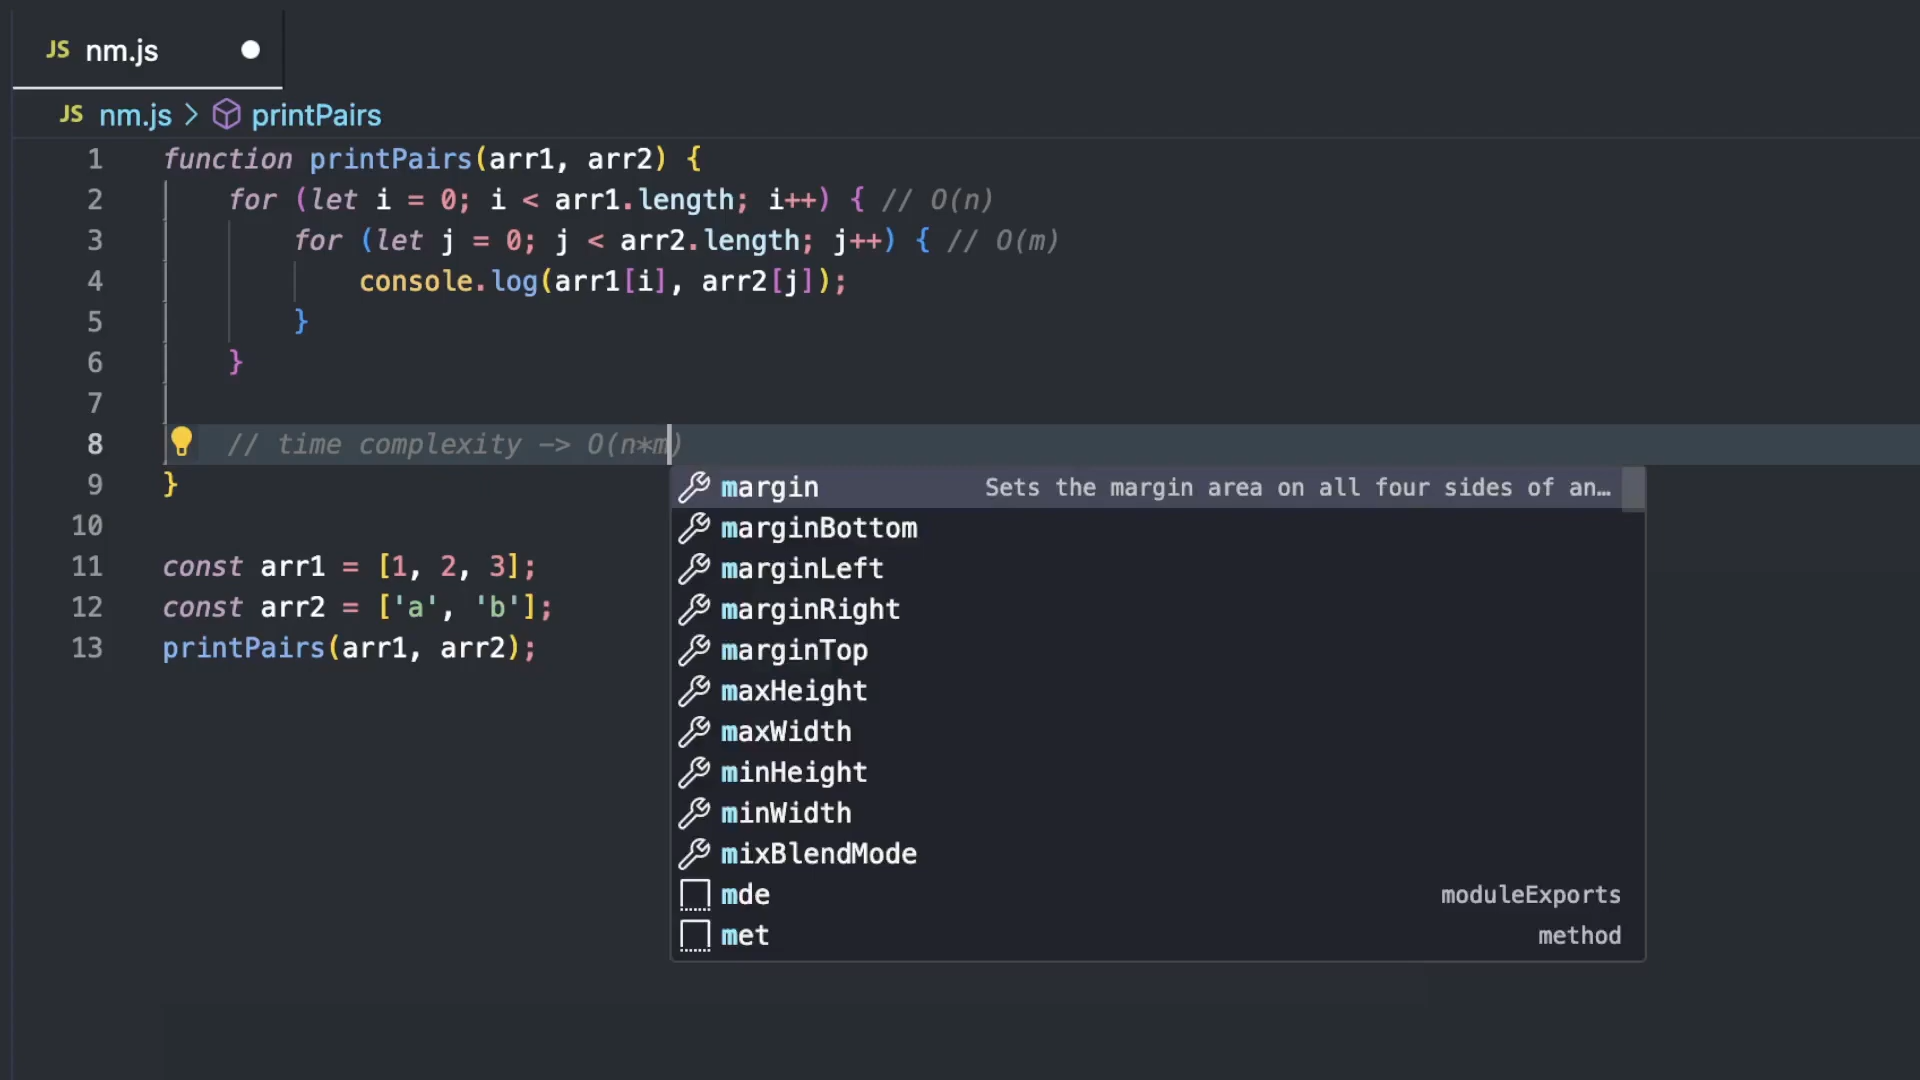 JS nm.js
JS nm.js > printPairs
1 function printPairs(arr1, arr2) {
2 for (let i = 0; i < arr1.length; i++) { // O(n)
3 for (let j = 0; j < arr2.length; j++) { // O(m)
4 console.log(arr1[i], arr2[j]);
5 }
6 }
7
8 // time complexity -> O(n*m)
9 }
10
11 const arr1 = [1, 2, 3];
12 const arr2 = ['a', 'b'];
13 printPairs(arr1, arr2);
margin Sets the margin area on all four sides of an…
marginBottom
marginLeft
marginRight
marginTop
maxHeight
maxWidth
minHeight
minWidth
mixBlendMode
mde moduleExports
met method